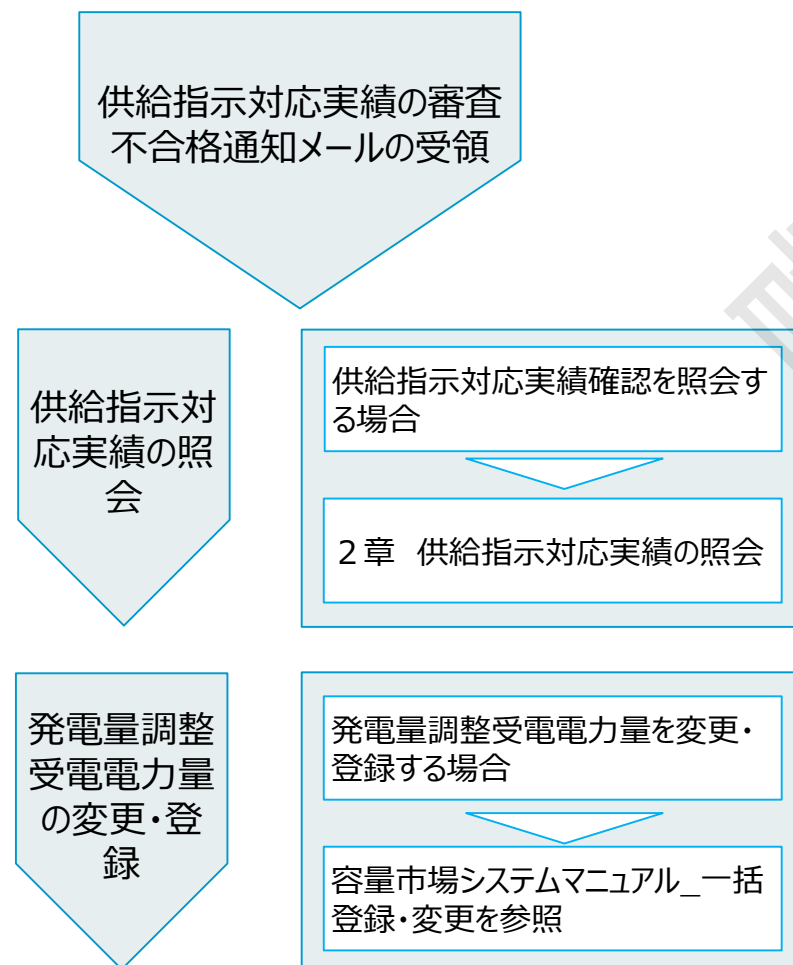 供給指示対応実績の審査
不合格通知メールの受領
供給指示対
応実績の照
会
供給指示対応実績確認を照会す
る場合
２章 供給指示対応実績の照会
発電量調整
受電電力量
の変更・登
録
発電量調整受電電力量を変更・
登録する場合
容量市場システムマニュアル_一括
登録・変更を参照